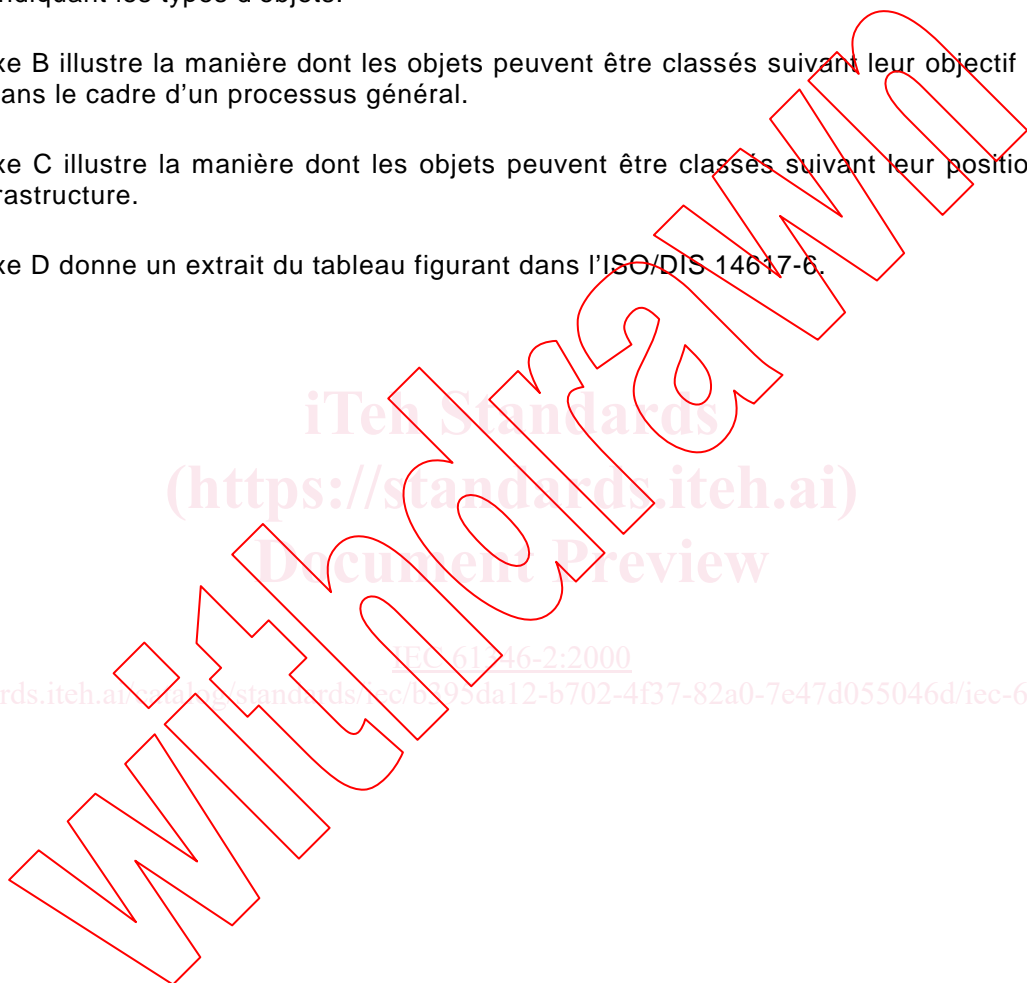 indiquant les types d'objets.
xe B illustre la manière dont les objets peuvent être classés suivant leur objectif
ans le cadre d'un processus général.
xe C illustre la manière dont les objets peuvent être classés suivant leur positio
rastructure.
xe D donne un extrait du tableau figurant dans l'ISO/DIS 14617-6.
iTeh Standards
(https://standards.iteh.ai)
Document Preview
IEC 61346-2:2000
rds.iteh.ai/catalog/standards/iec/b395da12-b702-4f37-82a0-7e47d055046d/iec-6
withdrawn